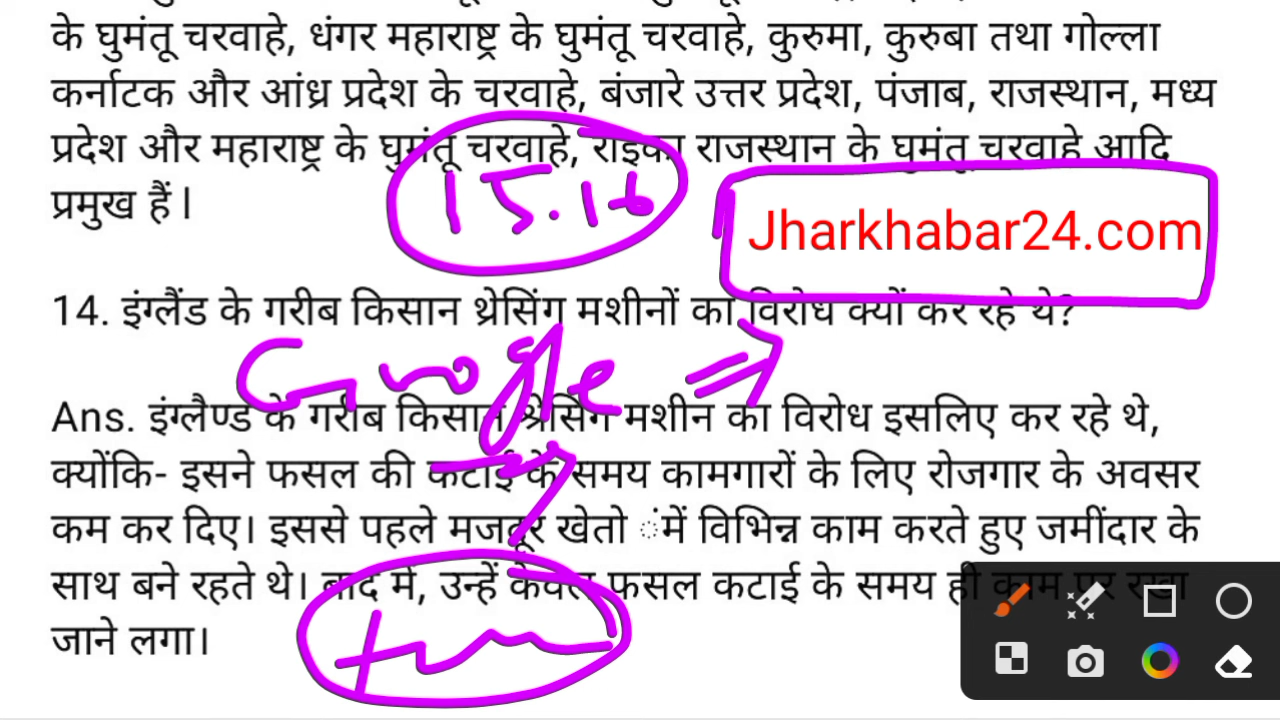 के घुमंतू चरवाहे, धंगर महाराष्ट्र के घुमंतू चरवाहे, कुरुमा, कुरुबा तथा गोल्ला
कर्नाटक और आंध्र प्रदेश के चरवाहे, बंजारे उत्तर प्रदेश, पंजाब, राजस्थान, मध्य
प्रदेश और महाराष्ट्र के घुमंतू चरवाहे, राइका राजस्थान के घुमंतू चरवाहे आदि
प्रमुख हैं।
15.16
Jharkhabar24.com
14. इंग्लैंड के गरीब किसान थ्रेसिंग मशीनों का विरोध क्यों कर रहे थे?
Google ⇒
Ans. इंग्लैण्ड के गरीब किसान थ्रेसिंग मशीन का विरोध इसलिए कर रहे थे,
क्योंकि- इसने फसल की कटाई के समय कामगारों के लिए रोजगार के अवसर
कम कर दिए। इससे पहले मजदूर खेतो ंमें विभिन्न काम करते हुए जमींदार के
साथ बने रहते थे। बाद में, उन्हें केवल फसल कटाई के समय ही काम पर रखा
जाने लगा।